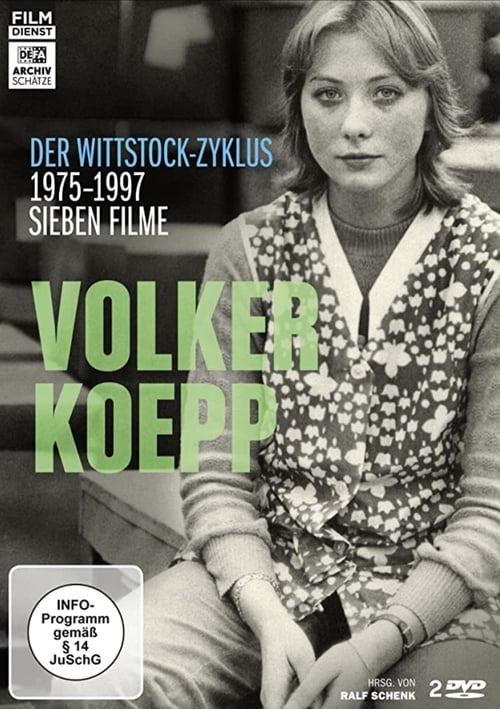 FILM
DIENST
DEFA
ARCHIV
SCHÄTZE
DER WITTSTOCK-ZYKLUS
1975–1997
SIEBEN FILME
VOLKER
KOEPP
INFO-
Programm
gemäß
§ 14
JuSchG
HRSG. VON
RALF SCHENK
2 DVD